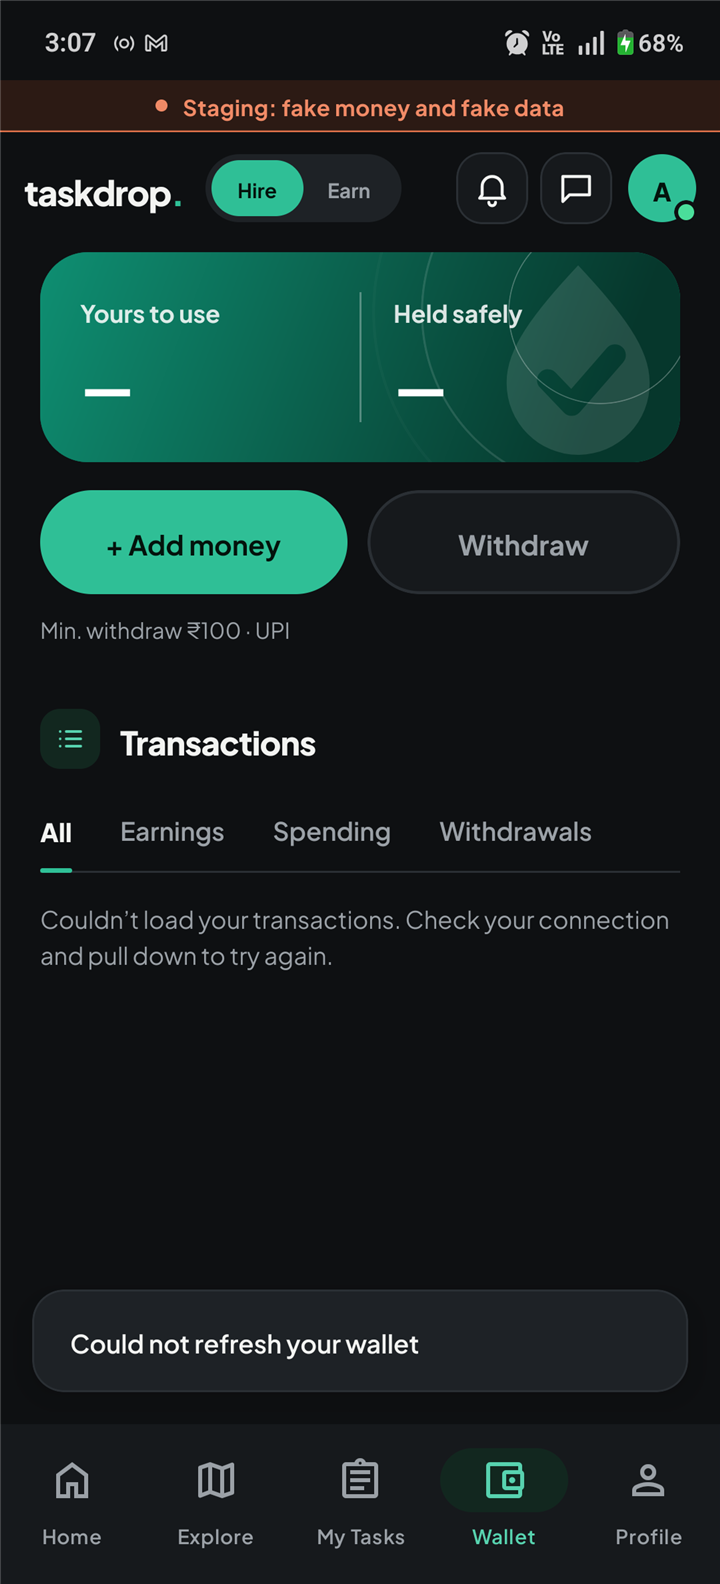 3:07
Vo LTE
68%
Staging: fake money and fake data
taskdrop.
Hire
Earn
A
Yours to use
Held safely
—
—
+ Add money
Withdraw
Min. withdraw ₹100 · UPI
Transactions
All
Earnings
Spending
Withdrawals
Couldn’t load your transactions. Check your connection
and pull down to try again.
Could not refresh your wallet
Home
Explore
My Tasks
Wallet
Profile